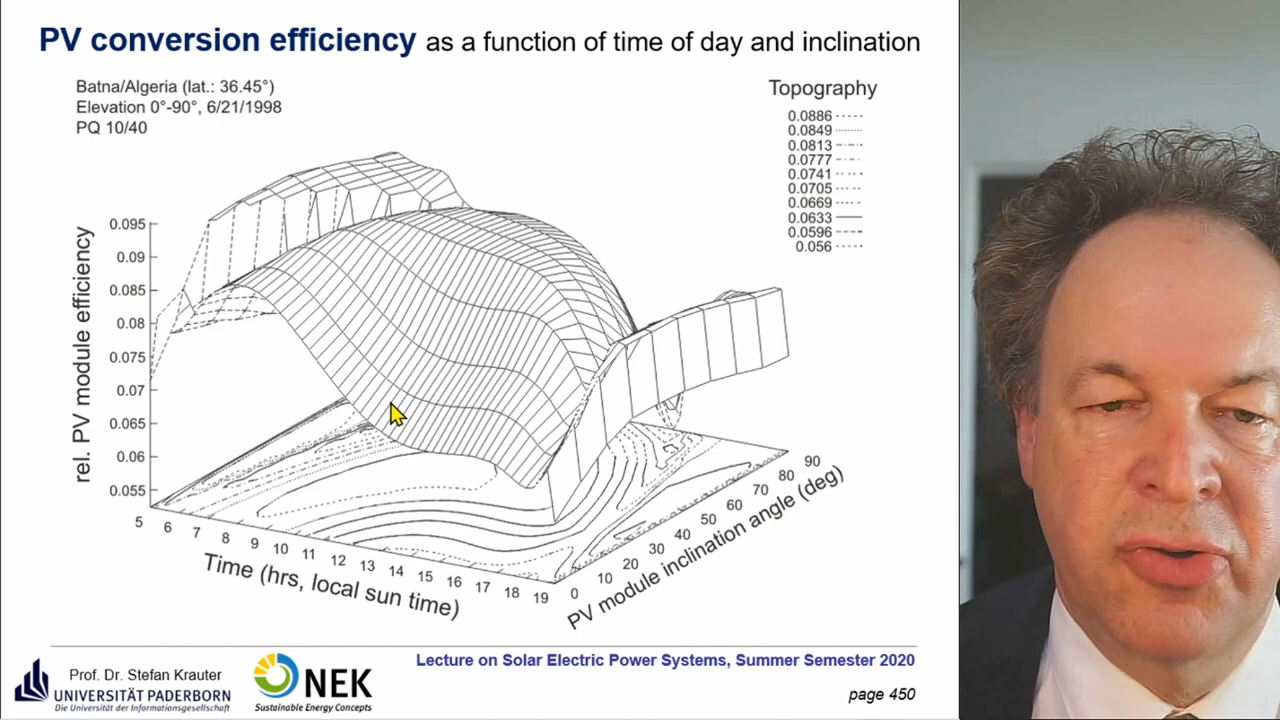 PV conversion efficiency as a function of time of day and inclination
Batna/Algeria (lat.: 36.45°)
Elevation 0°-90°, 6/21/1998
PQ 10/40
Topography
0.0886
0.0849
0.0813
0.0777
0.0741
0.0705
0.0669
0.0633
0.0596
0.056
rel. PV module efficiency
0.095
0.09
0.085
0.08
0.075
0.07
0.065
0.06
0.055
5 6 7 8 9 10 11 12 13 14 15 16 17 18 19
Time (hrs, local sun time)
0 10 20 30 40 50 60 70 80 90
PV module inclination angle (deg)
Prof. Dr. Stefan Krauter
UNIVERSITÄT PADERBORN
Die Universität der Informationsgesellschaft
NEK
Sustainable Energy Concepts
Lecture on Solar Electric Power Systems, Summer Semester 2020
page 450